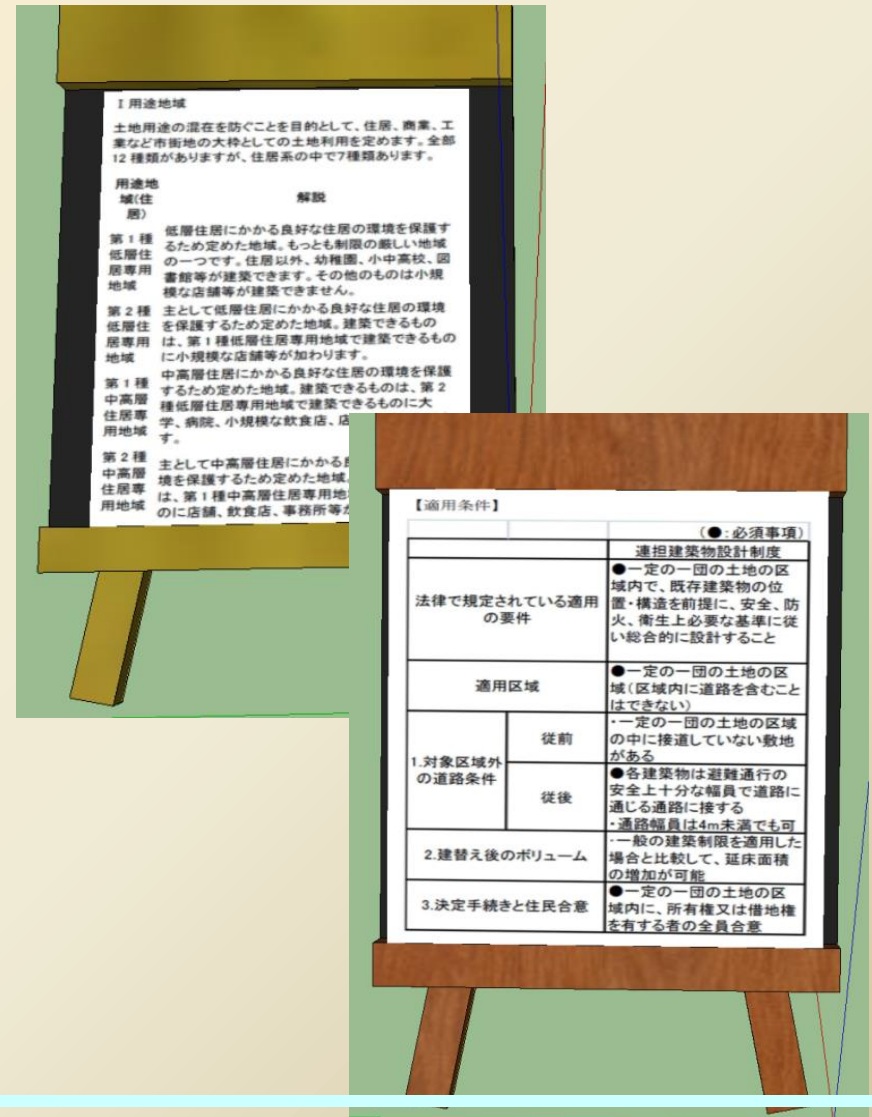 Ⅰ用途地域
土地用途の混在を防ぐことを目的として、住居、商業、工
業など市街地の大枠としての土地利用を定めます。全部
12 種類がありますが、住居系の中で7種類あります。
用途地
域(住
居)
解説
第1種
低層住
居専用
地域
低層住居にかかる良好な住居の環境を保護す
るため定めた地域。もっとも制限の厳しい地域
の一つです。住居以外、幼稚園、小中高校、図
書館等が建築できます。その他のものは小規
模な店舗等が建築できません。
第2種
低層住
居専用
地域
主として低層住居にかかる良好な住居の環境
を保護するため定めた地域。建築できるもの
は、第1種低層住居専用地域で建築できるもの
に小規模な店舗等が加わります。
第1種
中高層
住居専
用地域
中高層住居にかかる良好な住居の環境を保護
するため定めた地域。建築できるものは、第2
種低層住居専用地域で建築できるものに大
学、病院、小規模な飲食店、店
す。
第2種
中高層
住居専
用地域
主として中高層住居にかかる
境を保護するため定めた地域。
は、第1種中高層住居専用地
のに店舗、飲食店、事務所等が
【適用条件】
(●:必須事項)
連担建築物設計制度
法律で規定されている適用
の要件
●一定の一団の土地の区
域内で、既存建築物の位
置・構造を前提に、安全、防
火、衛生上必要な基準に従
い総合的に設計すること
適用区域
●一定の一団の土地の区
域(区域内に道路を含むこと
はできない)
1.対象区域外
の道路条件
従前
・一定の一団の土地の区域
の中に接道していない敷地
がある
従後
●各建築物は避難通行の
安全上十分な幅員で道路に
通じる通路に接する
・通路幅員は4m未満でも可
2.建替え後のボリューム
・一般の建築制限を適用した
場合と比較して、延床面積
の増加が可能
3.決定手続きと住民合意
●一定の一団の土地の区
域内に、所有権又は借地権
を有する者の全員合意